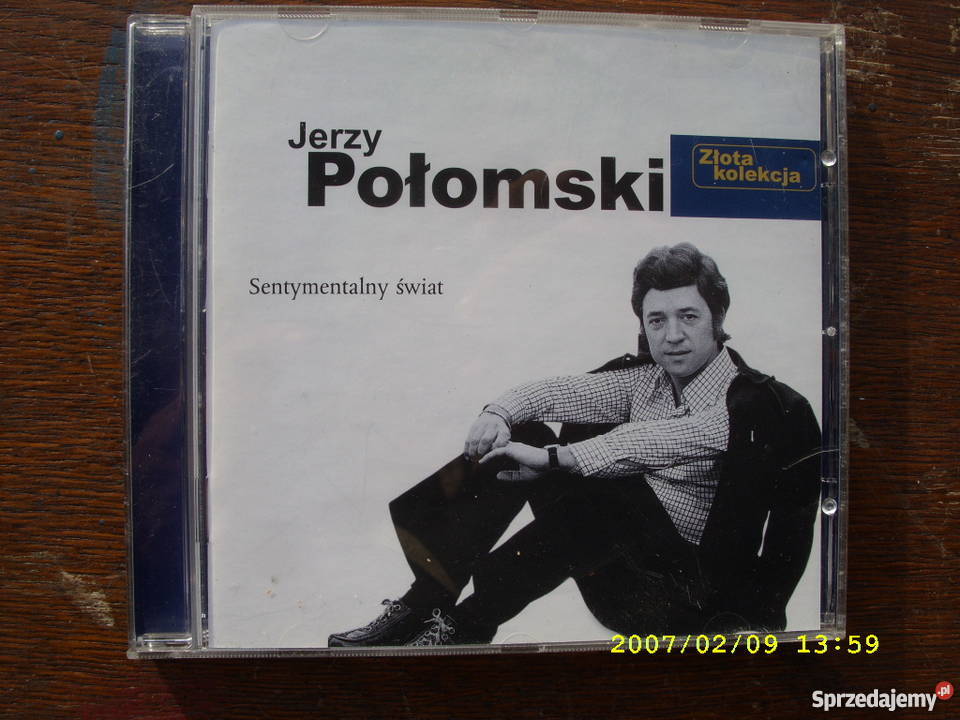 Jerzy
Połomski
Złota
kolekcja
Sentymentalny świat
2007/02/09 13:59
Sprzedajemy.pl